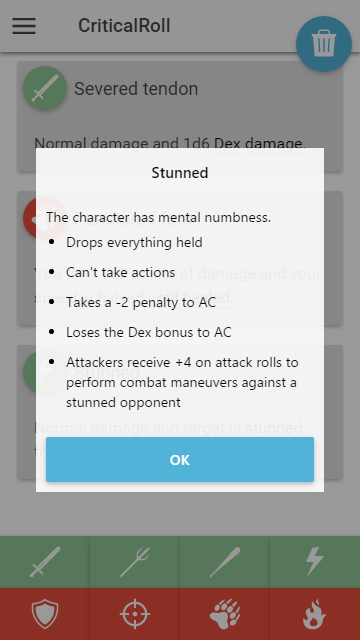 CriticalRoll
Severed tendon
Normal damage and 1d6 Dex damage.
Stunned
The character has mental numbness.
• Drops everything held
• Can't take actions
• Takes a -2 penalty to AC
• Loses the Dex bonus to AC
• Attackers receive +4 on attack rolls to
perform combat maneuvers against a
stunned opponent
Normal damage and target is stunned
OK